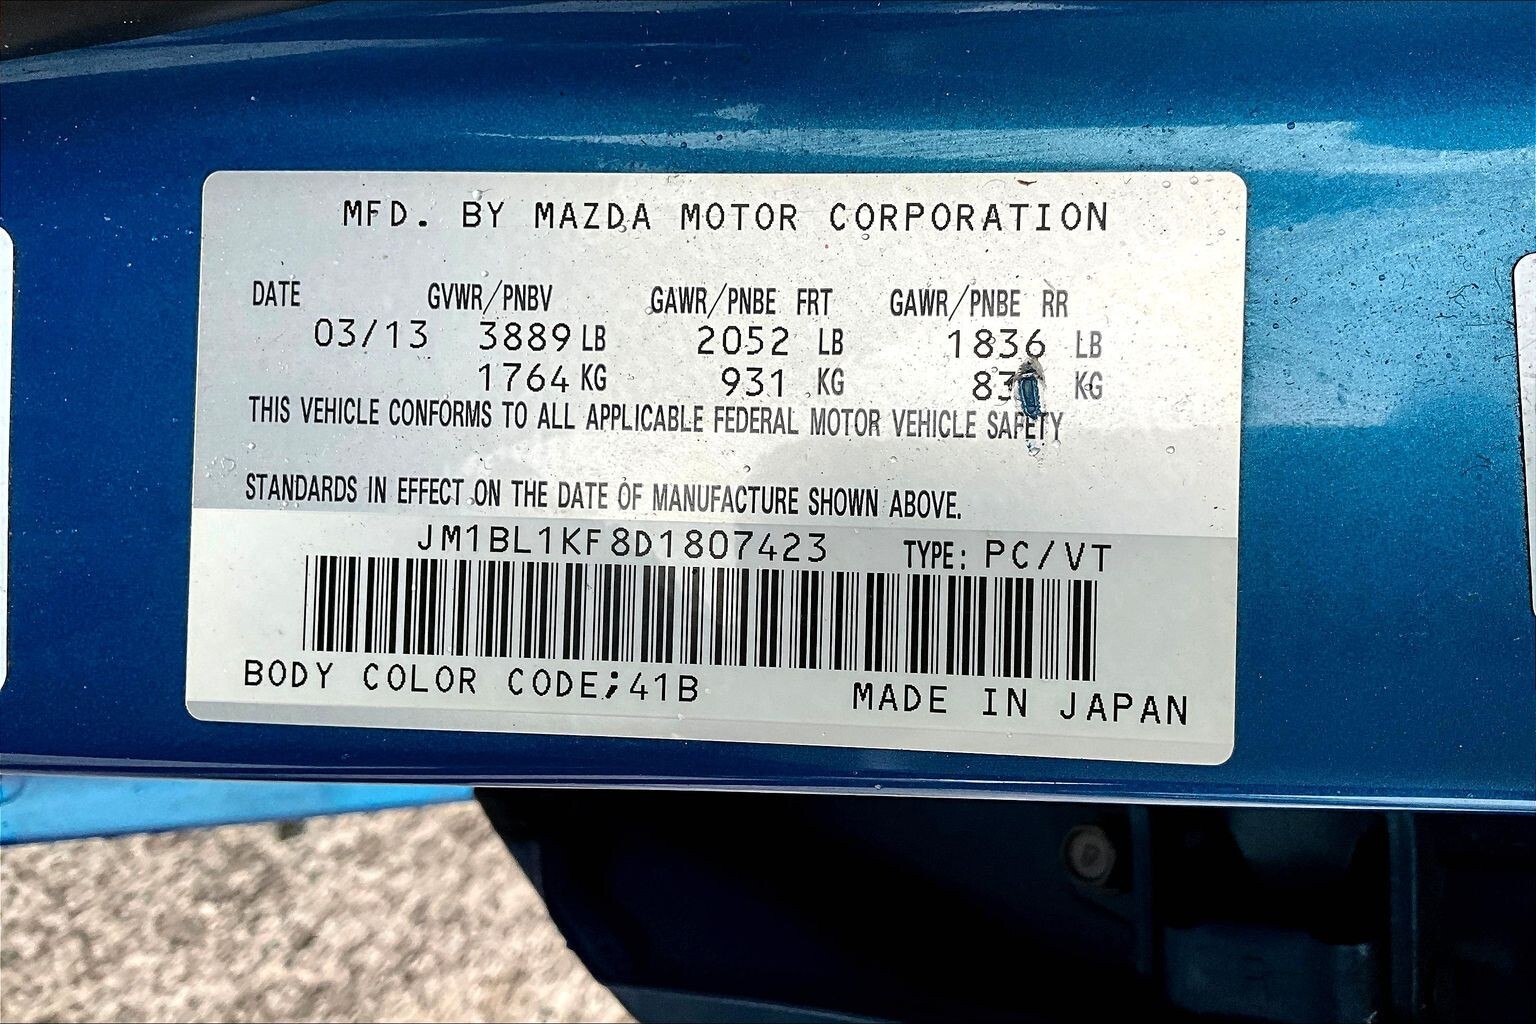 MFD. BY MAZDA MOTOR CORPORATION
DATE GVWR/PNBV GAWR/PNBE FRT GAWR/PNBE RR
03/13 3889 LB 2052 LB 1836 LB
1764 KG 931 KG KG
THIS VEHICLE CONFORMS TO ALL APPLICABLE FEDERAL MOTOR VEHICLE SAFETY
STANDARDS IN EFFECT ON THE DATE OF MANUFACTURE SHOWN ABOVE.
JM1BL1KF8D1807423 TYPE: PC/VT
BODY COLOR CODE;41B MADE IN JAPAN